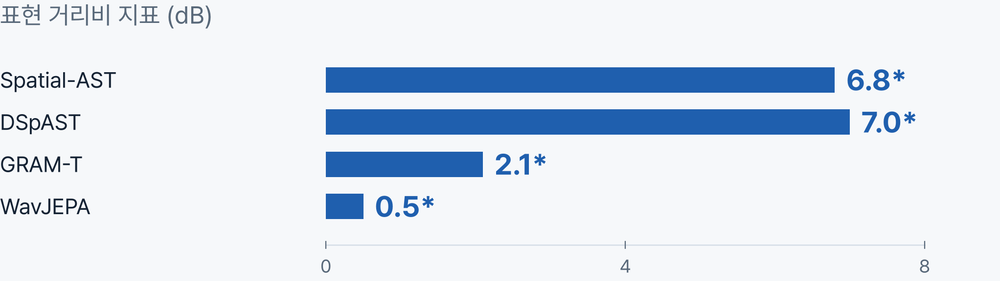 표현 거리비 지표 (dB)
Spatial-AST 6.8*
DSpAST 7.0*
GRAM-T 2.1*
WavJEPA 0.5*
0 4 8